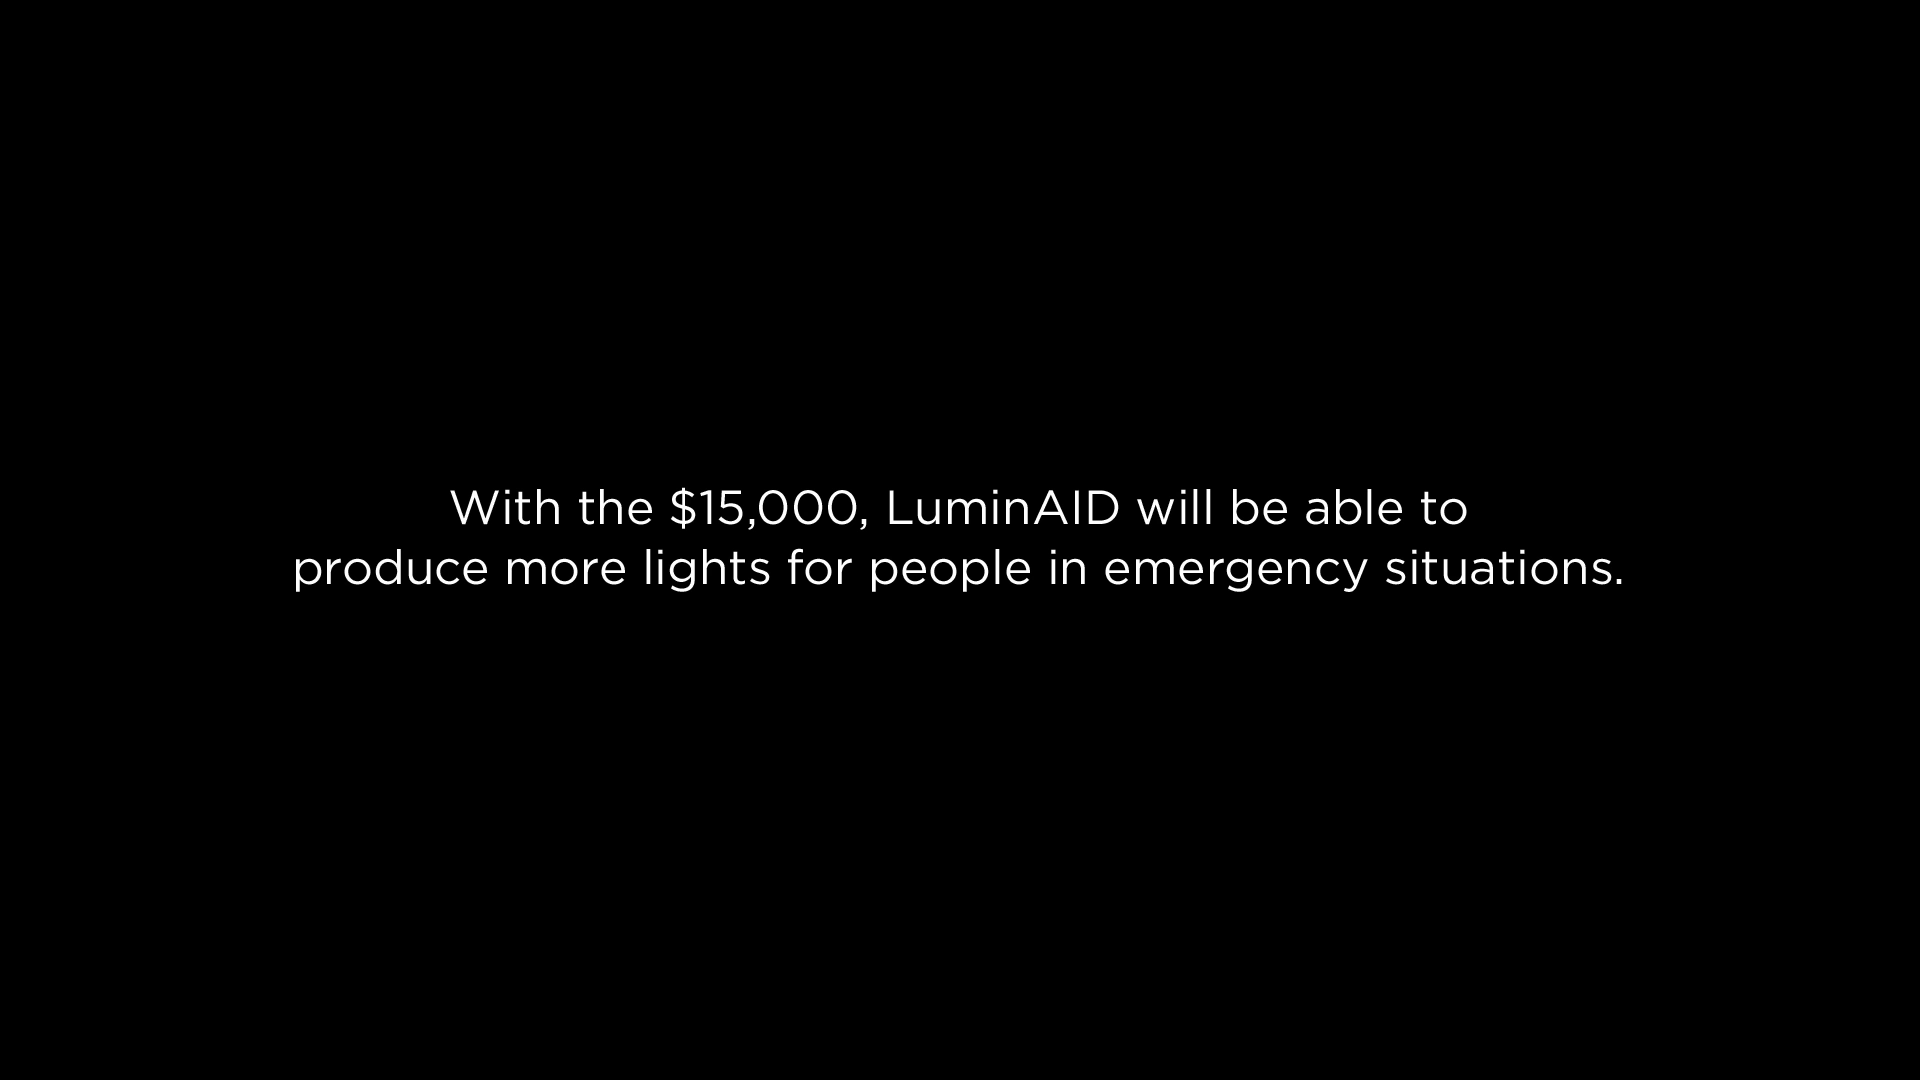 With the $15,000, LuminAID will be able to
produce more lights for people in emergency situations.